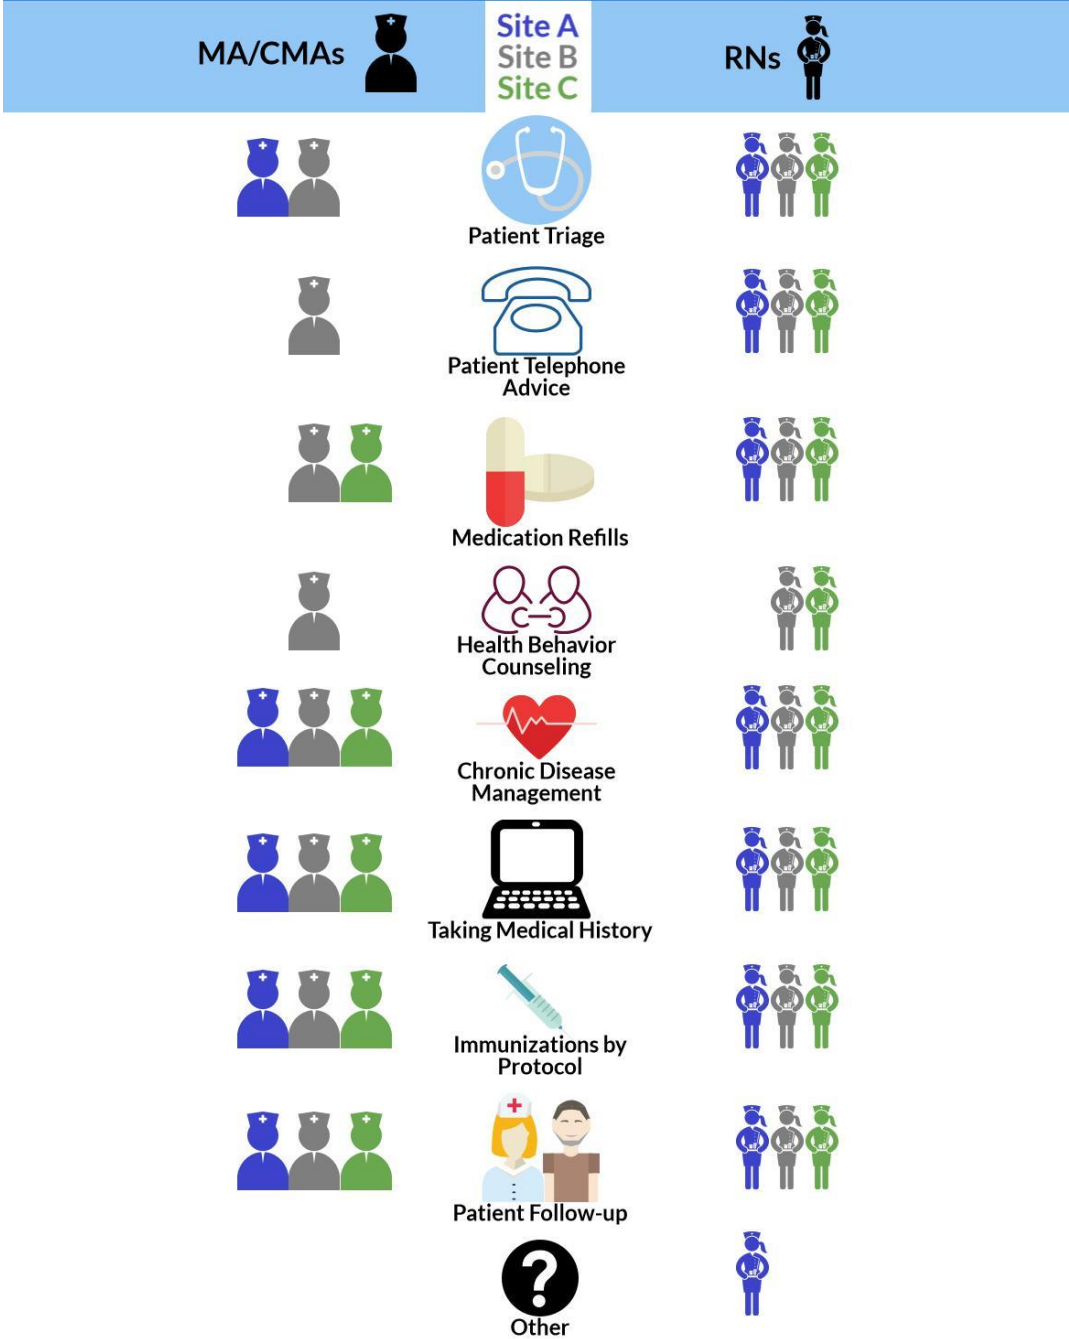 MA/CMAs
Site A
Site B
Site C
RNs
Patient Triage
Patient Telephone
Advice
Medication Refills
Health Behavior
Counseling
Chronic Disease
Management
Taking Medical History
Immunizations by
Protocol
Patient Follow-up
?
Other